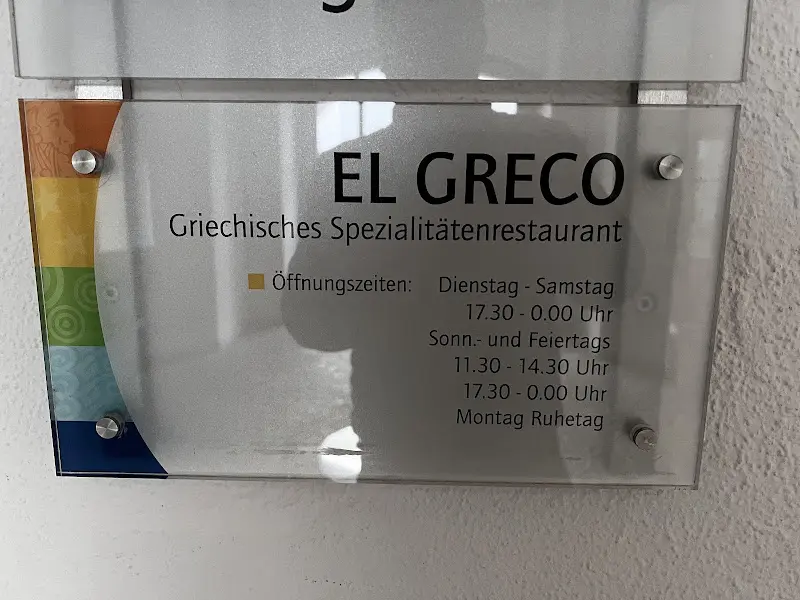 EL GRECO
Griechisches Spezialitätenrestaurant
Öffnungszeiten: Dienstag - Samstag
17.30 - 0.00 Uhr
Sonn.- und Feiertags
11.30 - 14.30 Uhr
17.30 - 0.00 Uhr
Montag Ruhetag